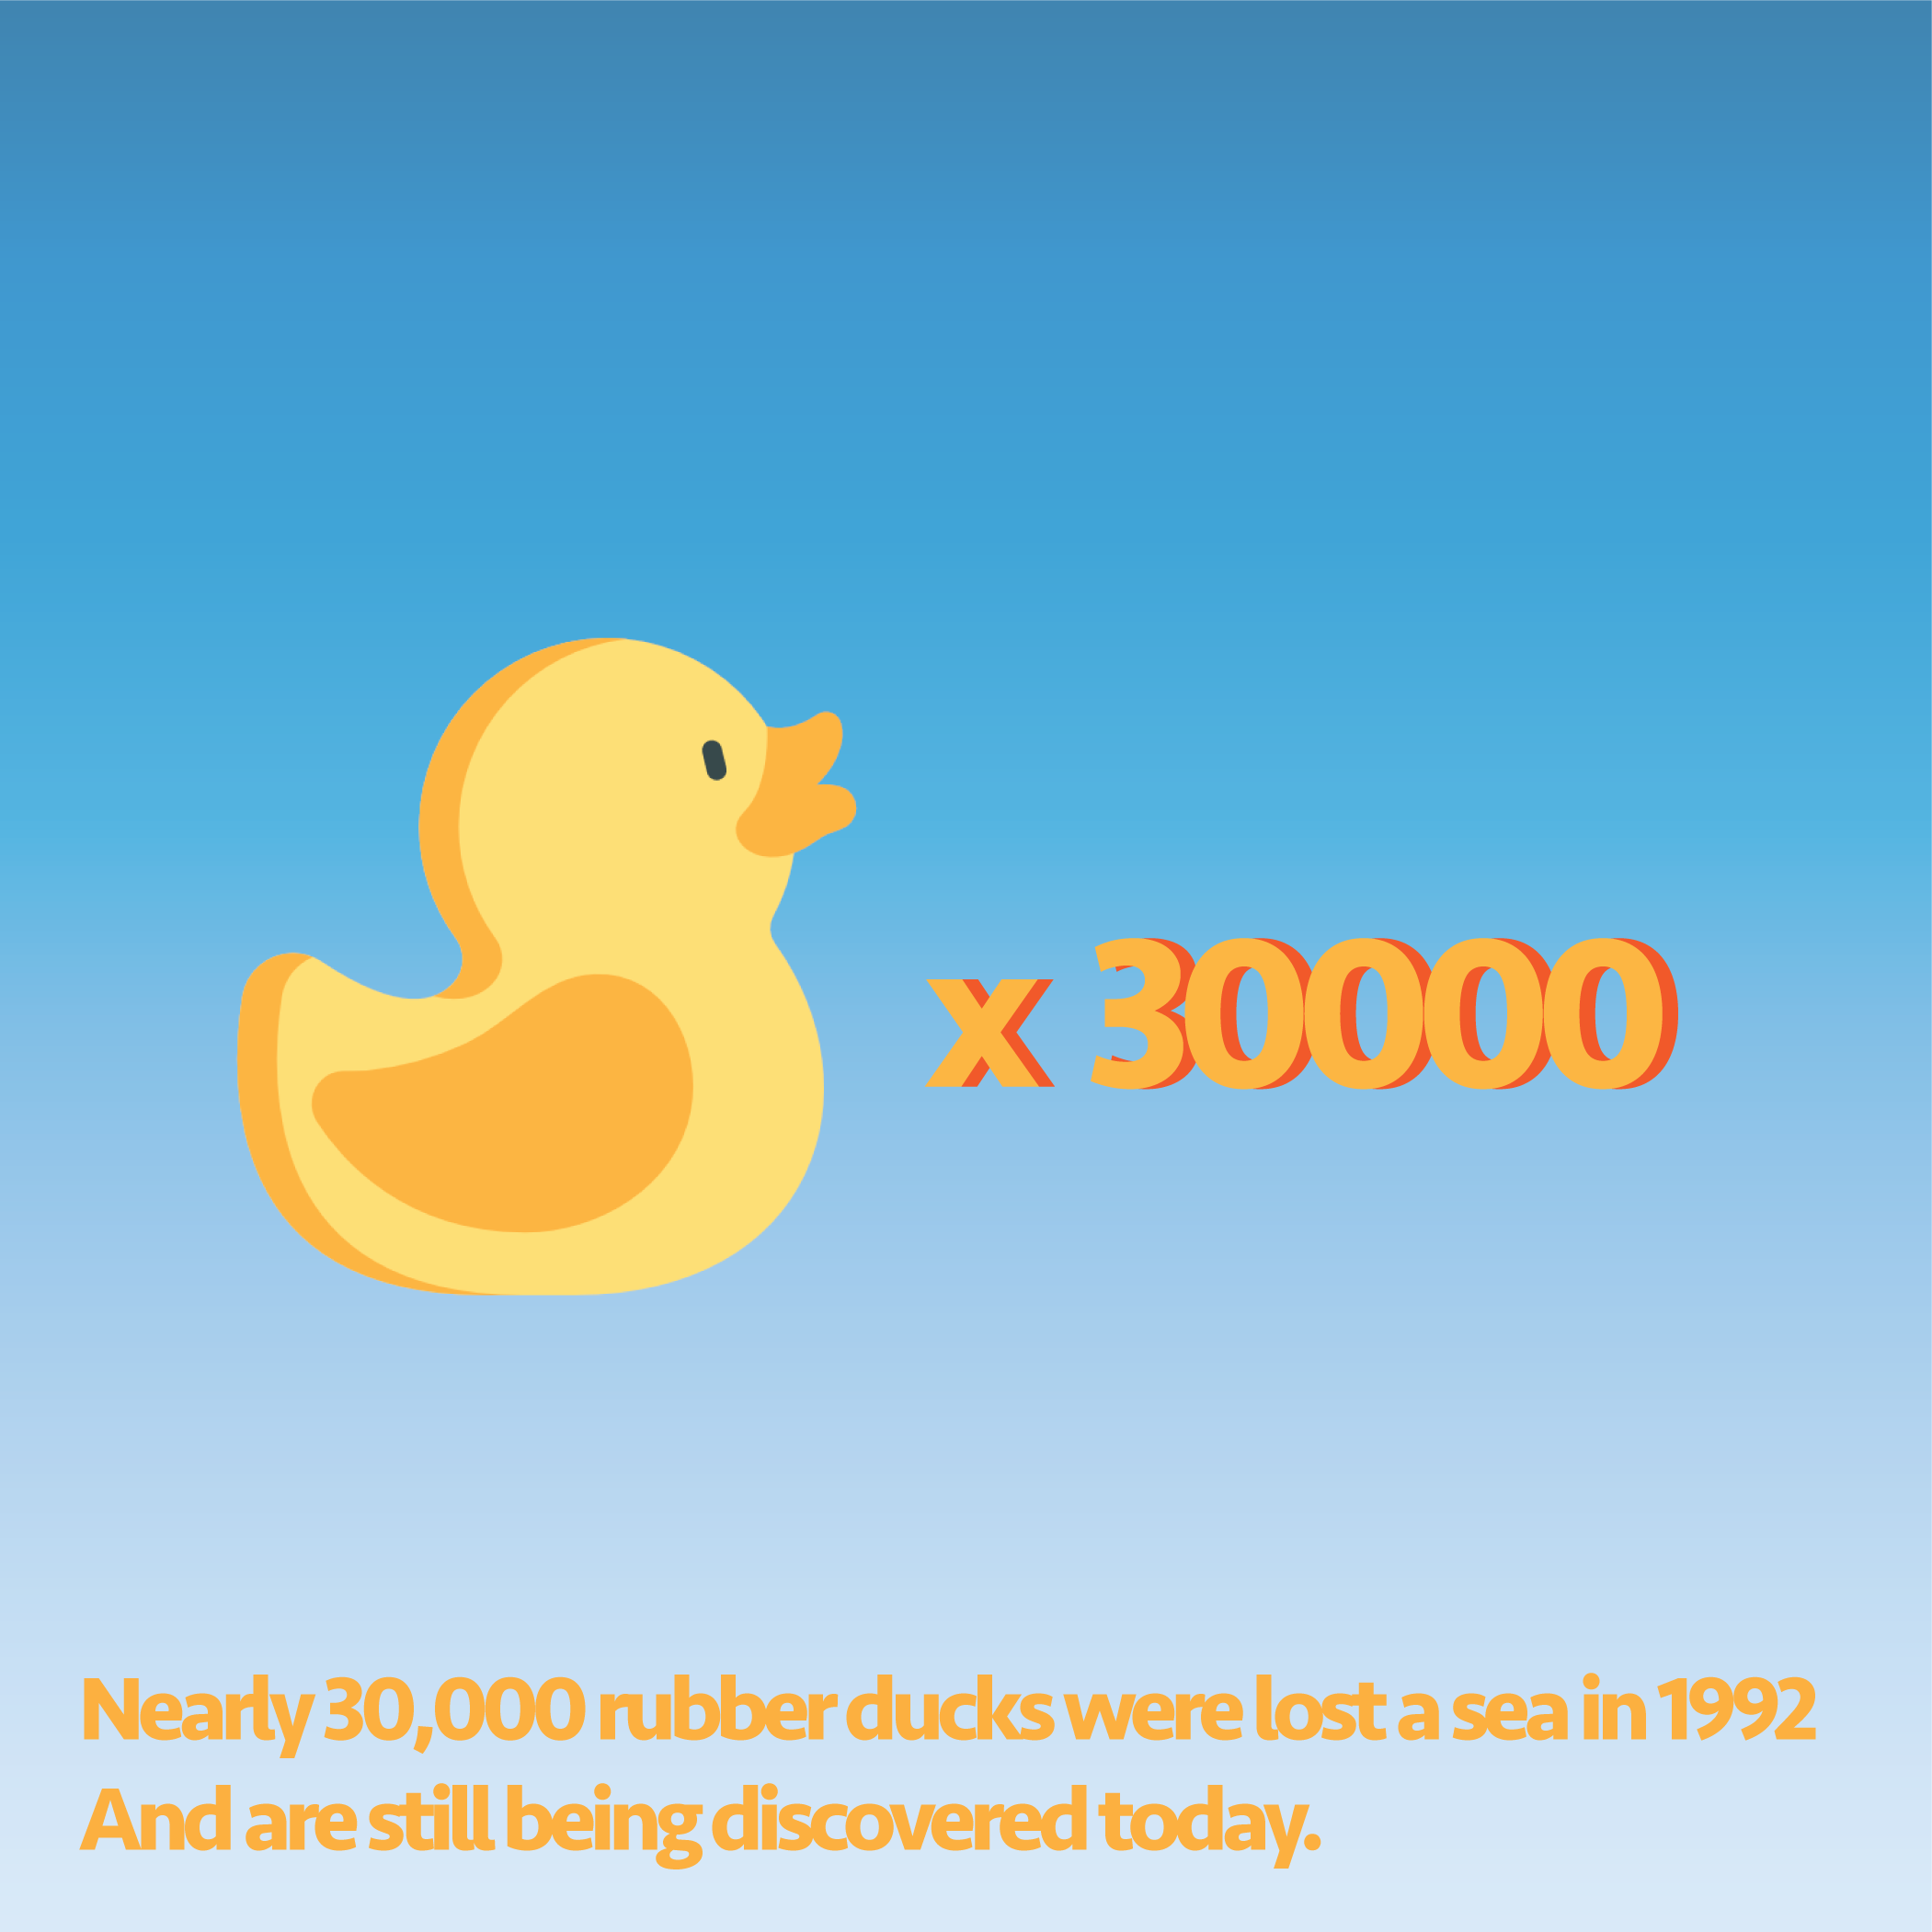 x 30000
Nearly 30,000 rubber ducks were lost a sea in 1992
And are still being discovered today.